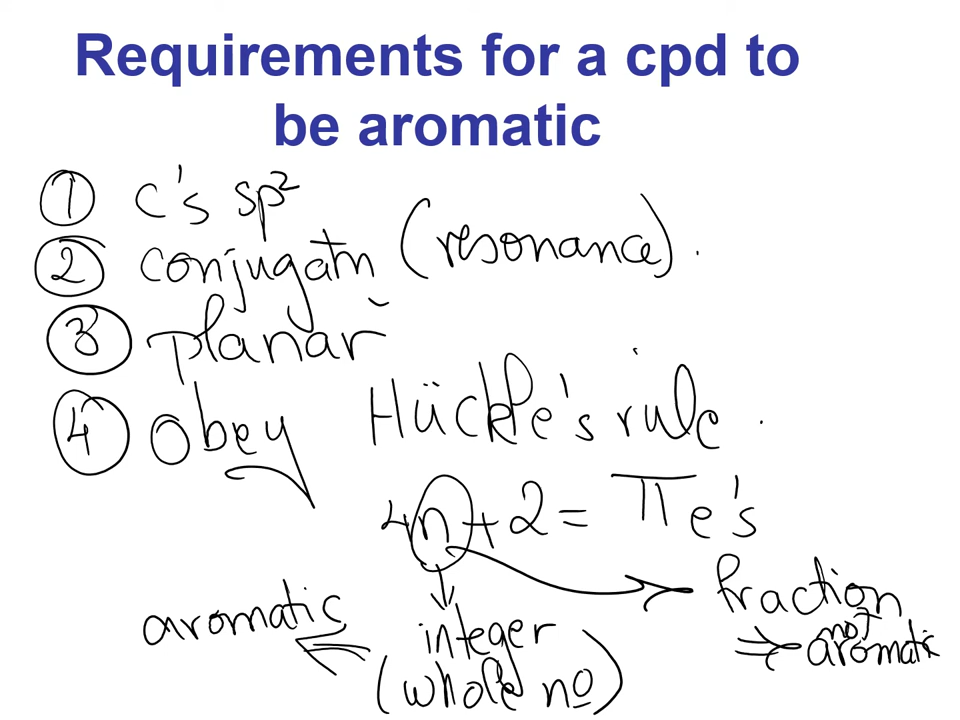 Requirements for a cpd to
be aromatic
① c's sp²
② conjugatn (resonance).
③ planar
④ obey Hückle's rule.
4n+2 = π e's
aromatic ⇐ integer → fraction
(whole no) ⇒ not aromatic